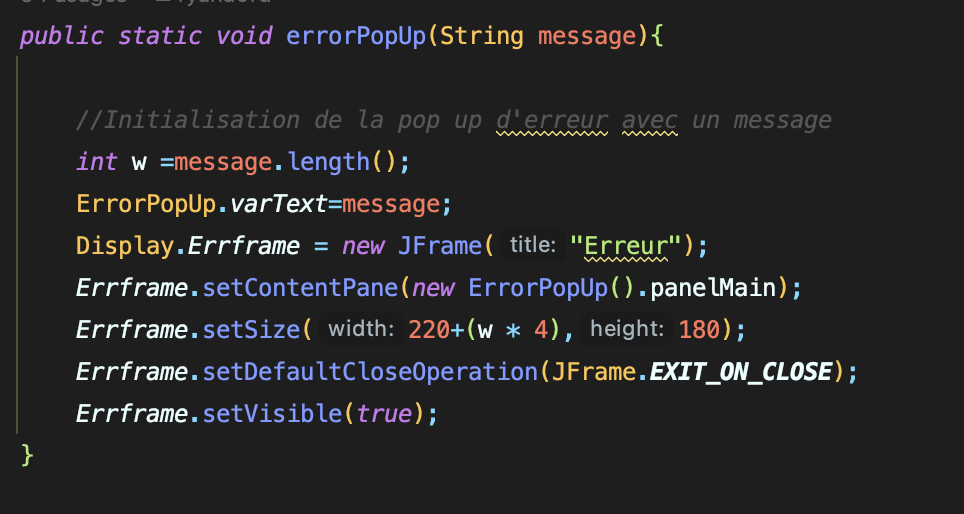 public static void errorPopUp(String message){
//Initialisation de la pop up d'erreur avec un message
int w =message.length();
ErrorPopUp.varText=message;
Display.Errframe = new JFrame( title: "Erreur");
Errframe.setContentPane(new ErrorPopUp().panelMain);
Errframe.setSize( width: 220+(w * 4), height: 180);
Errframe.setDefaultCloseOperation(JFrame.EXIT_ON_CLOSE);
Errframe.setVisible(true);
}